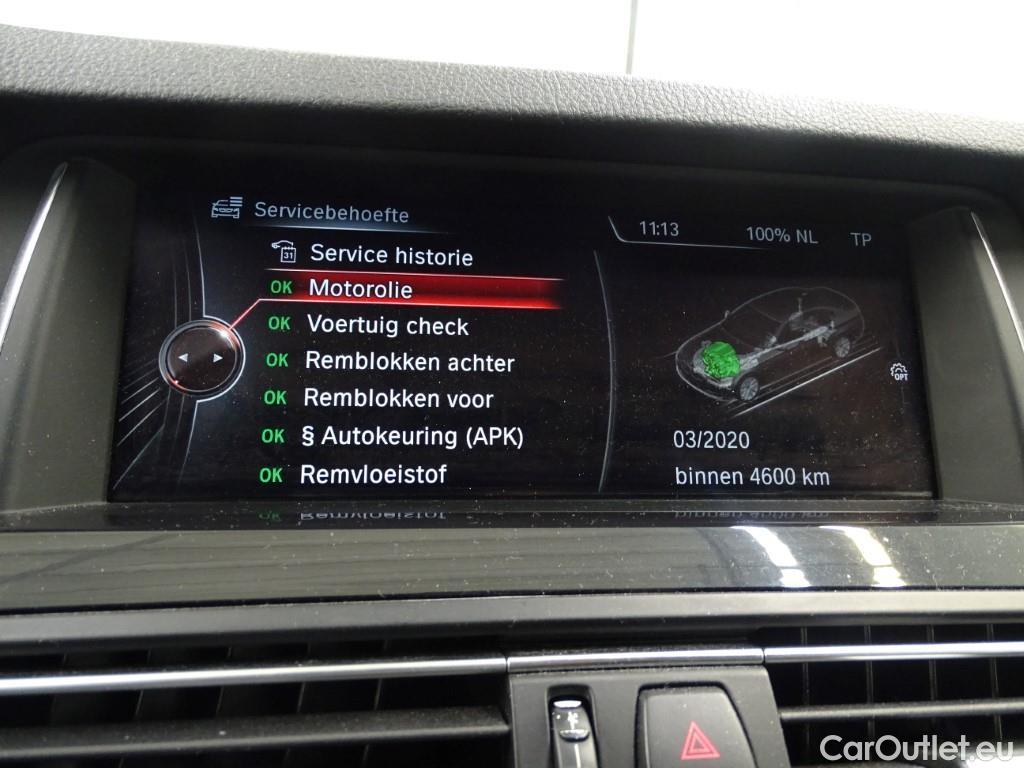 Servicebehoefte
11:13 100% NL TP
31 Service historie
OK Motorolie
OK Voertuig check
OK Remblokken achter
OK Remblokken voor
OK § Autokeuring (APK)
OK Remvloeistof
OPT
03/2020
binnen 4600 km
CarOutlet.eu